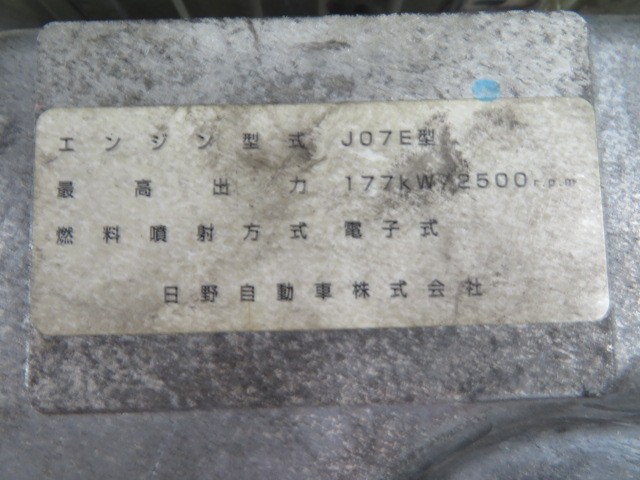 エンジン型式 J07E型
最高出力 177kW/2500r.p.m
燃料噴射方式 電子式
日野自動車株式会社